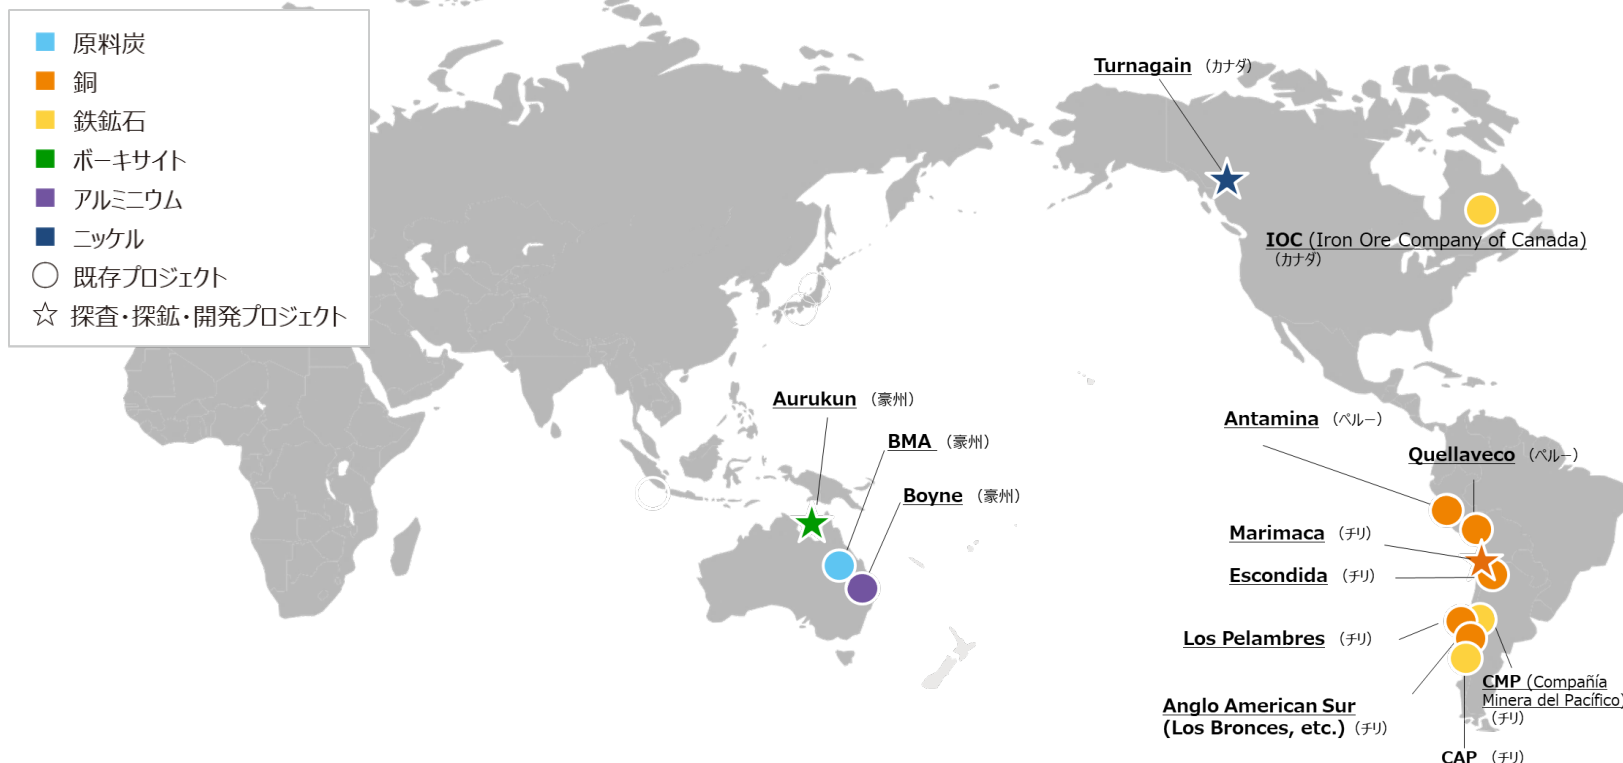 原料炭
銅
鉄鉱石
ボーキサイト
アルミニウム
ニッケル
既存プロジェクト
探査・探鉱・開発プロジェクト
Turnagain （カナダ）
IOC (Iron Ore Company of Canada)
（カナダ）
Aurukun （豪州）
BMA （豪州）
Boyne （豪州）
Antamina （ペルー）
Quellaveco （ペルー）
Marimaca （チリ）
Escondida （チリ）
Los Pelambres （チリ）
CMP (Compañía
Minera del Pacífico)
（チリ）
Anglo American Sur
(Los Bronces, etc.)（チリ）
CAP （チリ）